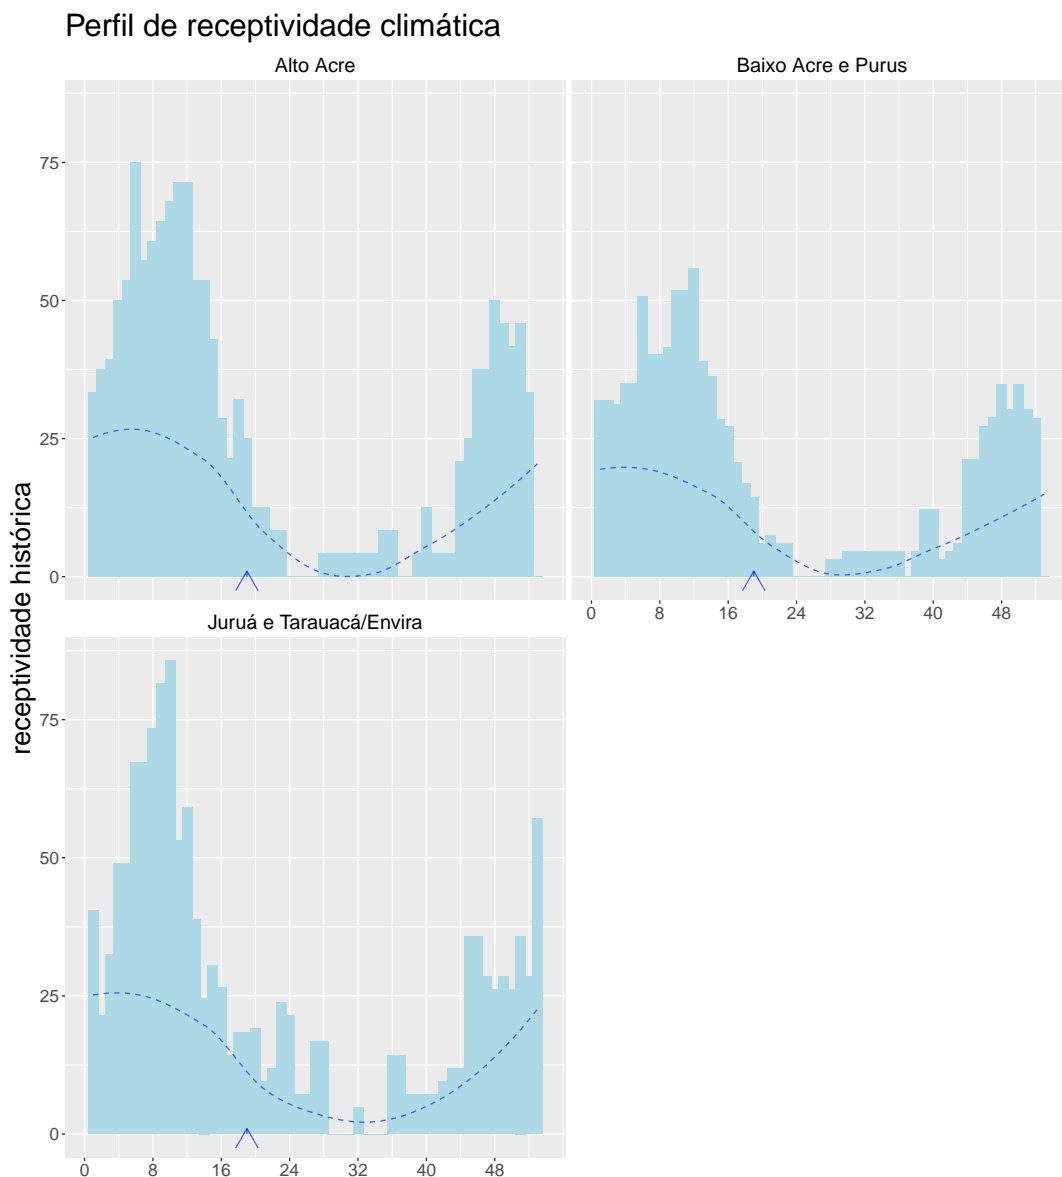 Perfil de receptividade climática
Alto Acre
Baixo Acre e Purus
75
50
25
0
0 8 16 24 32 40 48
receptividade histórica
Juruá e Tarauacá/Envira
75
50
25
0
0 8 16 24 32 40 48